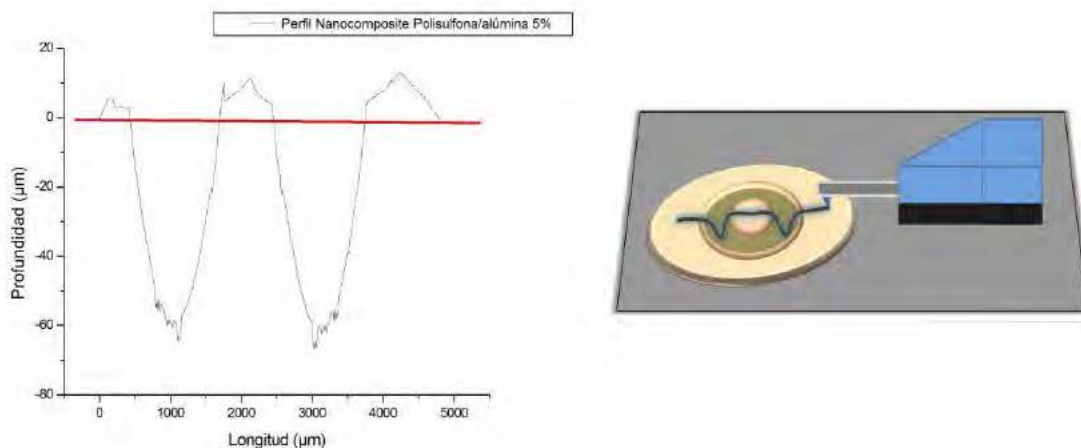 Perfil Nanocomposite Polisulfona/alúmina 5%
20
0
-20
-40
-60
-80
Profundidad (µm)
0 1000 2000 3000 4000 5000
Longitud (µm)